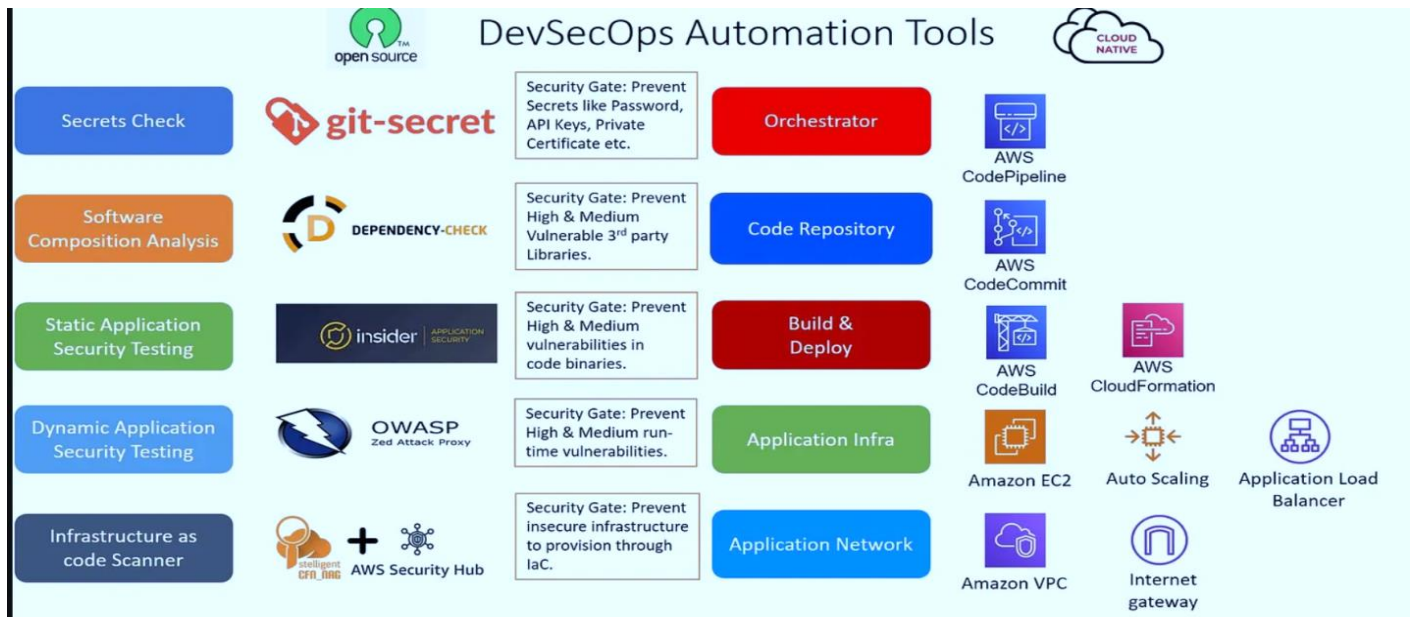 open source
TM
DevSecOps Automation Tools
CLOUD
NATIVE
Secrets Check
git-secret
Security Gate: Prevent
Secrets like Password,
API Keys, Private
Certificate etc.
Orchestrator
AWS
CodePipeline
Software
Composition Analysis
D
DEPENDENCY-CHECK
Security Gate: Prevent
High & Medium
Vulnerable 3rd party
Libraries.
Code Repository
AWS
CodeCommit
Static Application
Security Testing
insider
APPLICATION
SECURITY
Security Gate: Prevent
High & Medium
vulnerabilities in
code binaries.
Build &
Deploy
AWS
CodeBuild
AWS
CloudFormation
Dynamic Application
Security Testing
OWASP
Zed Attack Proxy
Security Gate: Prevent
High & Medium run-
time vulnerabilities.
Application Infra
Amazon EC2
Auto Scaling
Application Load
Balancer
Infrastructure as
code Scanner
stelligent
CFN_NAG
+
AWS Security Hub
Security Gate: Prevent
insecure infrastructure
to provision through
IaC.
Application Network
Amazon VPC
Internet
gateway